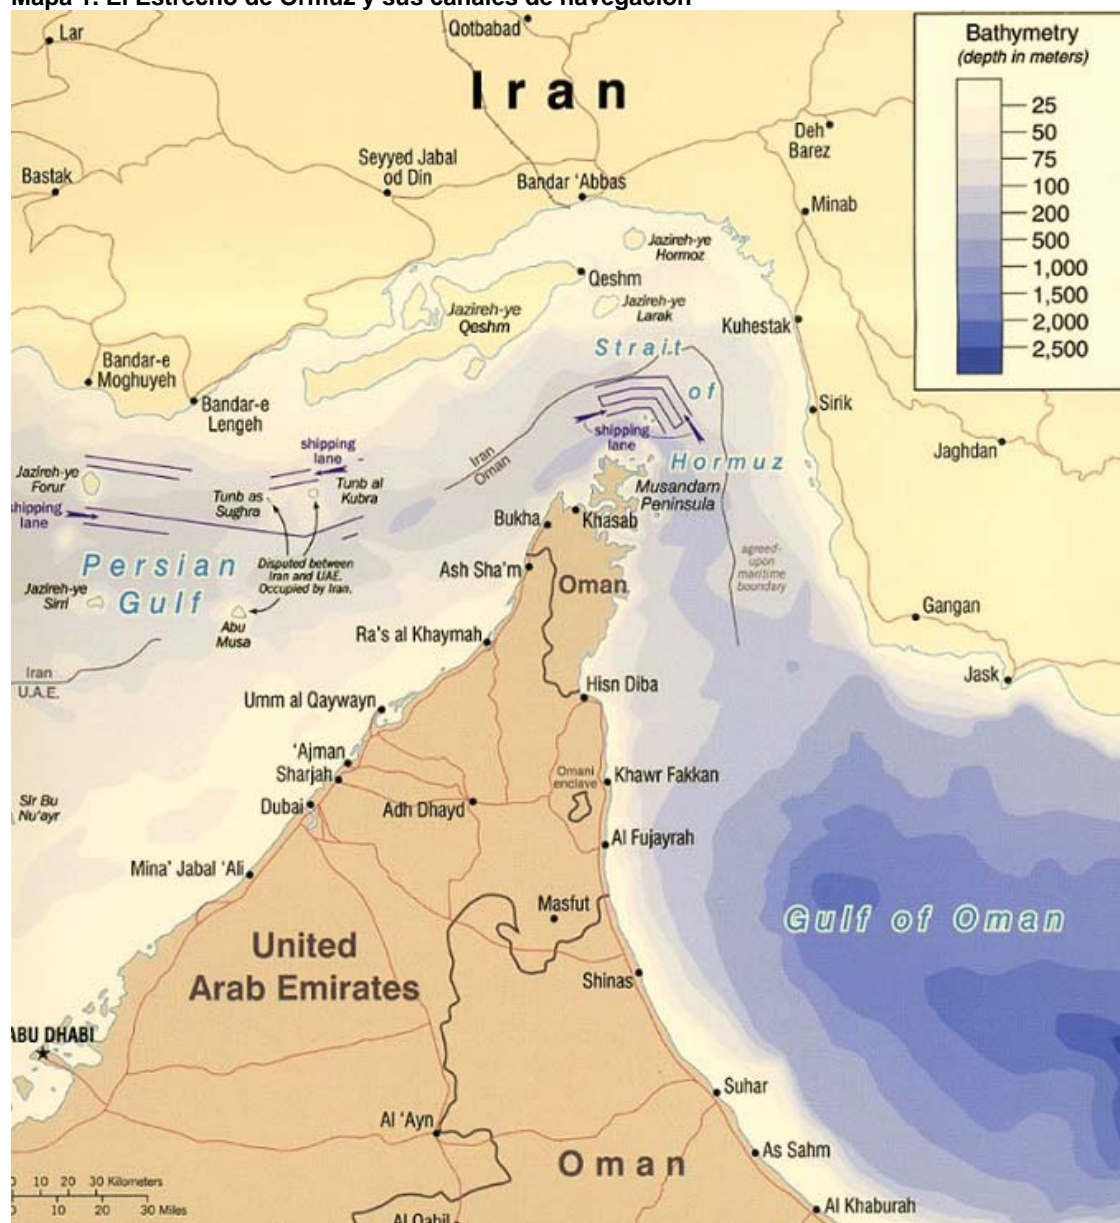 Mapa 1. El Estrecho de Ormuz y sus canales de navegación
Lar
Qotbabad
Iran
Bathymetry
(depth in meters)
25
50
75
100
200
500
1,000
1,500
2,000
2,500
Deh
Barez
Bastak
Seyyed Jabal
od Din
Bandar 'Abbas
Minab
Jazireh-ye
Hormoz
Qeshm
Jazireh-ye
Larak
Jazireh-ye
Qeshm
Kuhestak
Strait
of
Hormuz
Bandar-e
Moghuyeh
Bandar-e
Lengeh
Sirik
shipping
lane
Jaghdan
shipping
lane
Iran
Oman
Jazireh-ye
Forur
Tunb as
Sughra
Tunb al
Kubra
Musandam
Peninsula
shipping
lane
Bukha
Khasab
Persian
Gulf
Disputed between
Iran and UAE.
Occupied by Iran.
Ash Sha'm
Oman
agreed-
upon
maritime
boundary
Jazireh-ye
Sirri
Abu
Musa
Gangan
Ra's al Khaymah
Iran
U.A.E.
Jask
Hisn Diba
Umm al Qaywayn
'Ajman
Sharjah
Omani
enclave
Khawr Fakkan
Sir Bu
Nu'ayr
Dubai
Adh Dhayd
Al Fujayrah
Mina' Jabal 'Ali
Masfut
Gulf of Oman
United
Arab Emirates
Shinas
ABU DHABI
Suhar
Al 'Ayn
As Sahm
Oman
0 10 20 30 Kilometers
0 10 20 30 Miles
Al Khaburah
Al Qabil